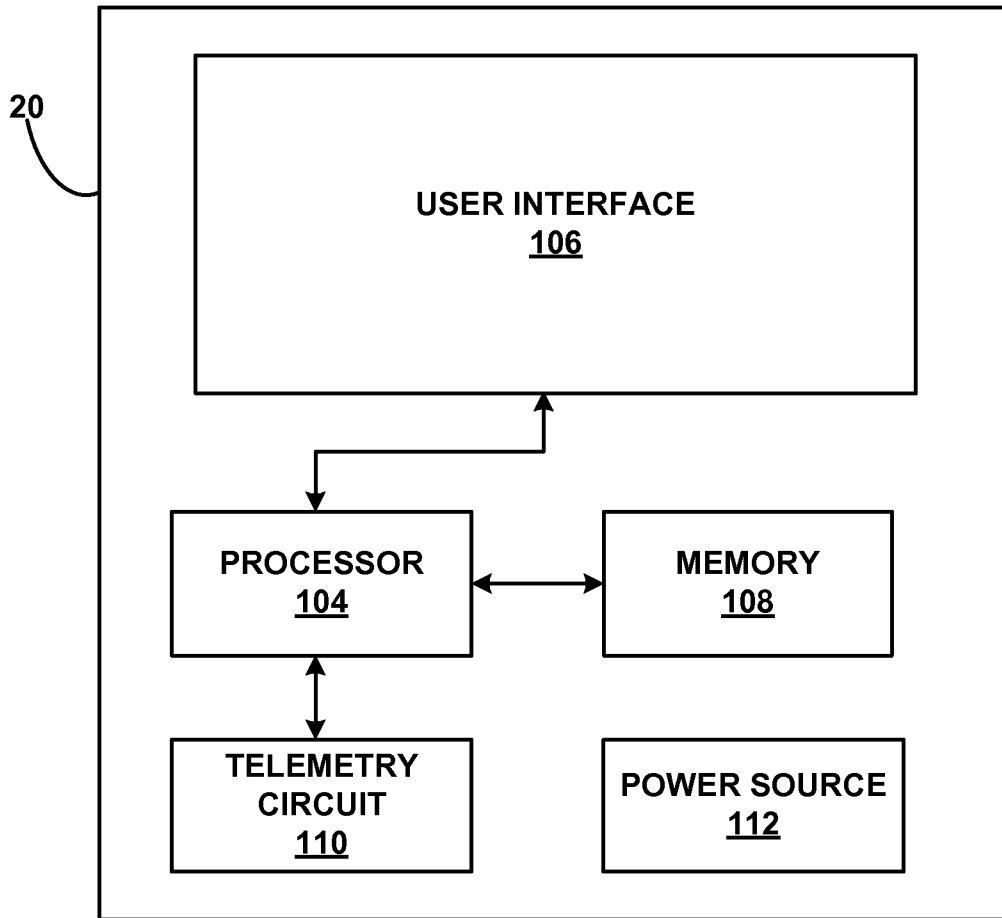 20
USER INTERFACE
106
PROCESSOR
104
MEMORY
108
TELEMETRY
CIRCUIT
110
POWER SOURCE
112